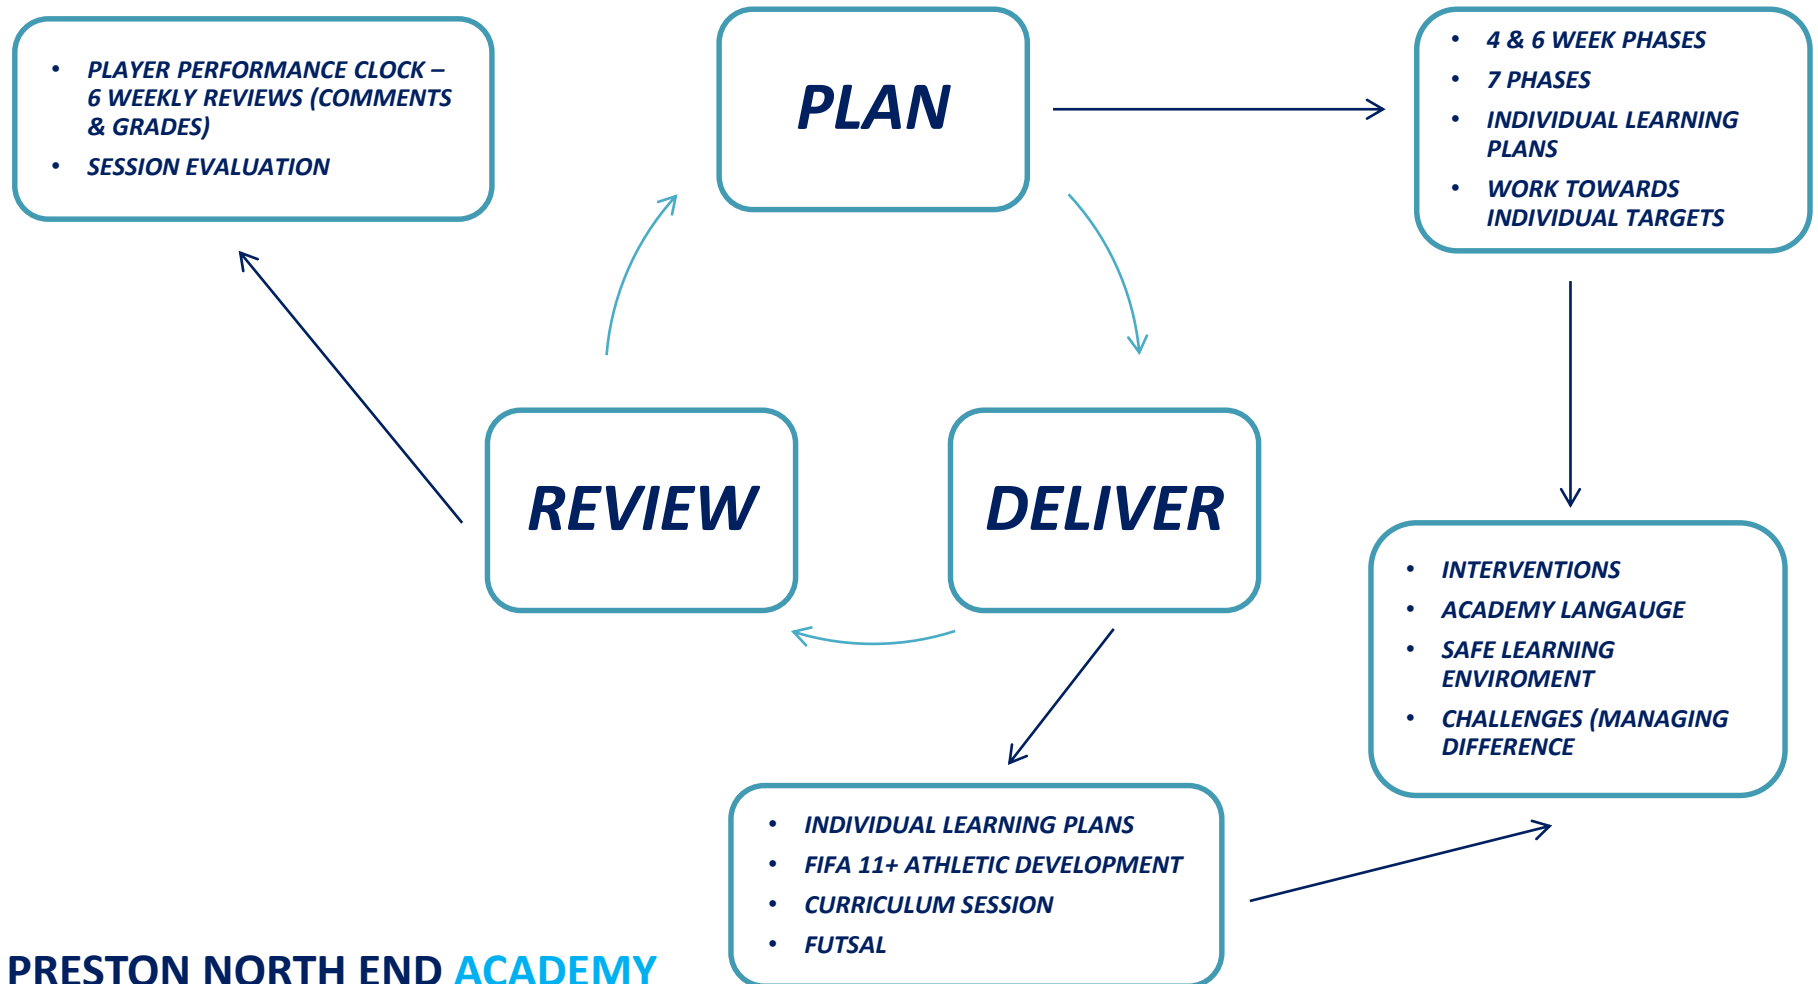 • PLAYER PERFORMANCE CLOCK –
6 WEEKLY REVIEWS (COMMENTS
& GRADES)
• SESSION EVALUATION
PLAN
• 4 & 6 WEEK PHASES
• 7 PHASES
• INDIVIDUAL LEARNING
PLANS
• WORK TOWARDS
INDIVIDUAL TARGETS
REVIEW
DELIVER
• INTERVENTIONS
• ACADEMY LANGAUGE
• SAFE LEARNING
ENVIROMENT
• CHALLENGES (MANAGING
DIFFERENCE
• INDIVIDUAL LEARNING PLANS
• FIFA 11+ ATHLETIC DEVELOPMENT
• CURRICULUM SESSION
• FUTSAL
PRESTON NORTH END ACADEMY